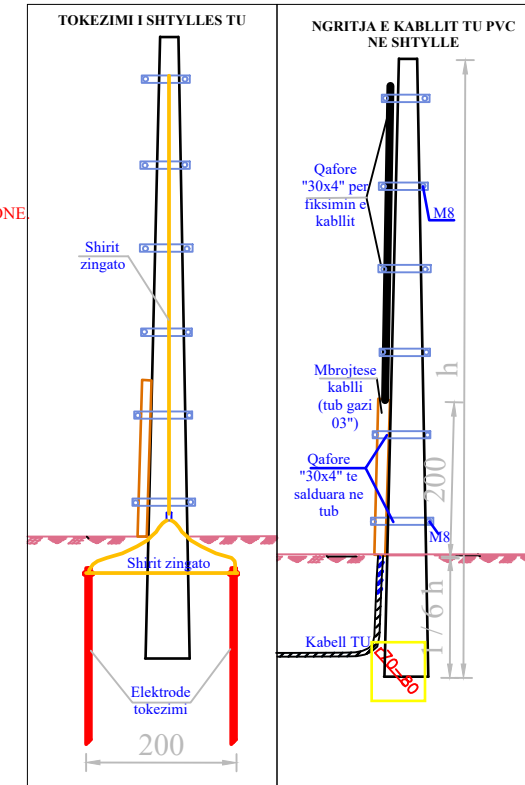 TOKEZIMI I SHTYLLES TU
ONE.
Shirit
zingato
Shirit zingato
Elektrode
tokezimi
200
NGRITJA E KABLLIT TU PVC
NE SHTYLLE
Qafore
"30x4" per
fiksimin e
kabllit
M8
h
Mbrojtese
kablli
(tub gazi
03")
200
Qafore
"30x4" te
salduara ne
tub
M8
Kabell TU
1/6 h
70-80